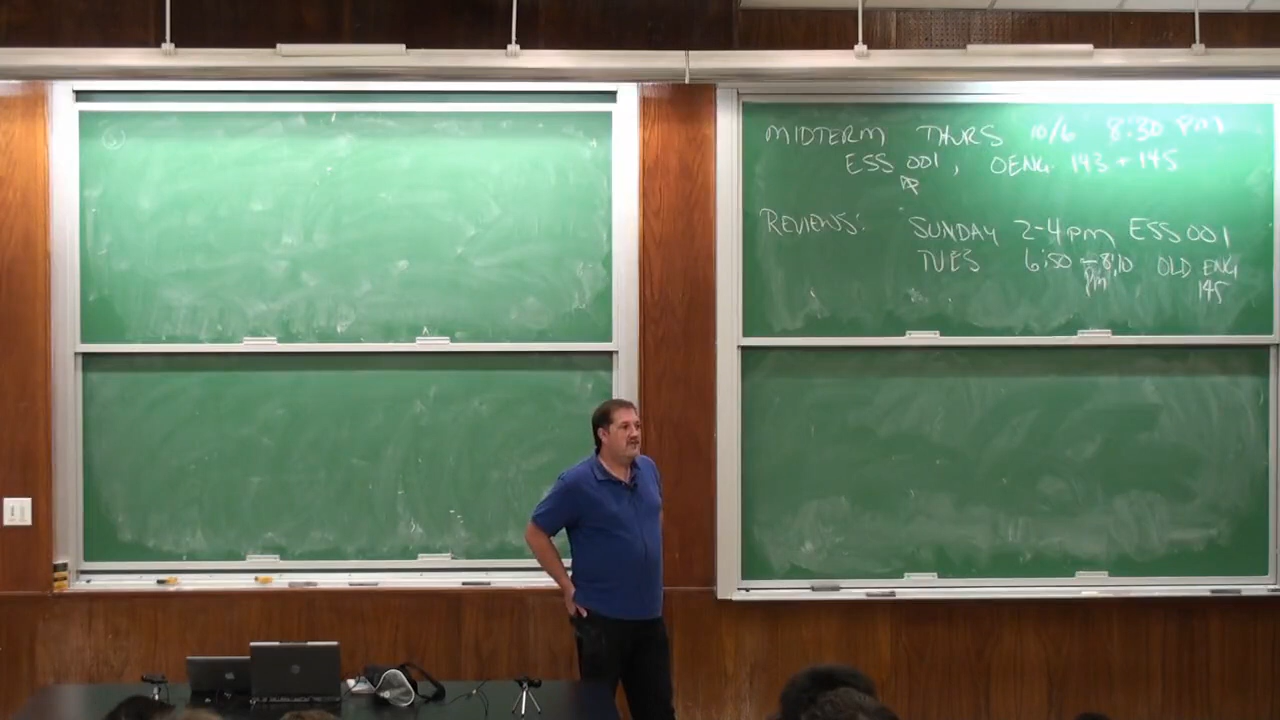 MIDTERM THURS 10/6 8:30 PM
ESS 001, OENG. 143 + 145
REVIEWS: SUNDAY 2-4pm ESS 001
TUES 6:50 - 8:10 pm OLD ENG 145